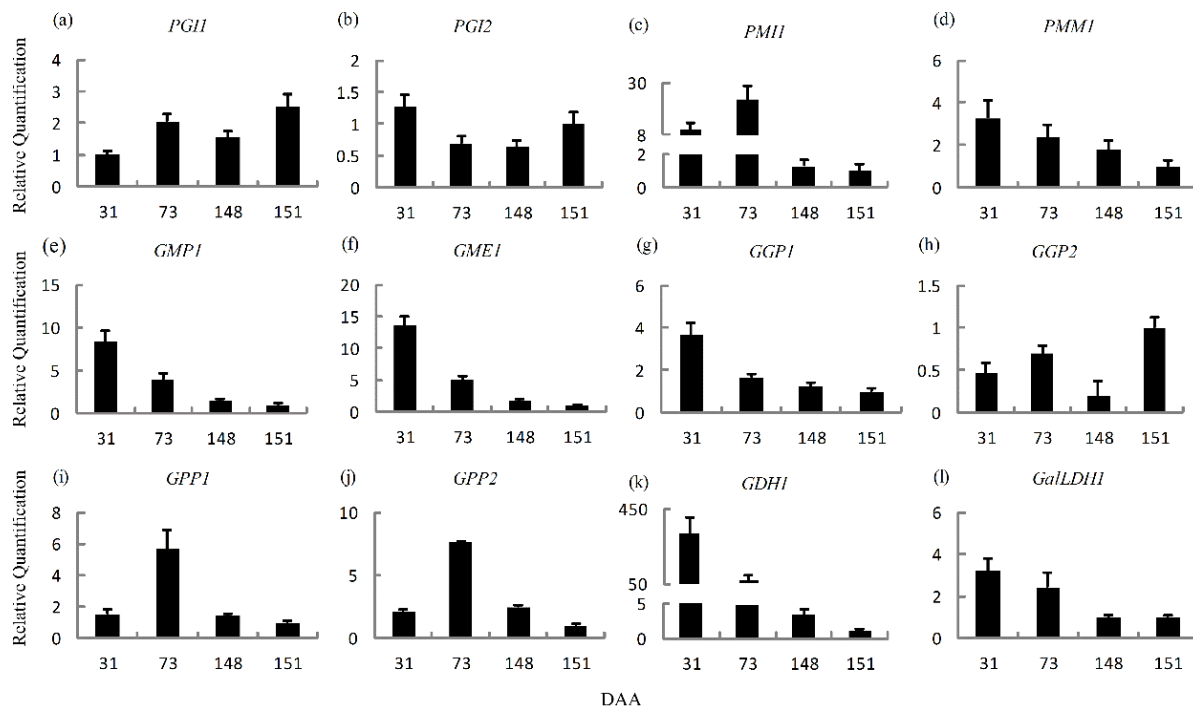 (a) PGI1
Relative Quantification
4
3
2
1
0
31 73 148 151
(b) PGI2
2
1.5
1
0.5
0
31 73 148 151
(c) PMI1
30
8
2
0
31 73 148 151
(d) PMM1
6
4
2
0
31 73 148 151
(e) GMP1
Relative Quantification
15
10
5
0
31 73 148 151
(f) GME1
20
15
10
5
0
31 73 148 151
(g) GGP1
6
4
2
0
31 73 148 151
(h) GGP2
1.5
1
0.5
0
31 73 148 151
(i) GPP1
Relative Quantification
8
6
4
2
0
31 73 148 151
(j) GPP2
10
5
0
31 73 148 151
(k) GDH1
450
50
5
0
31 73 148 151
(l) GalLDH1
6
4
2
0
31 73 148 151
DAA